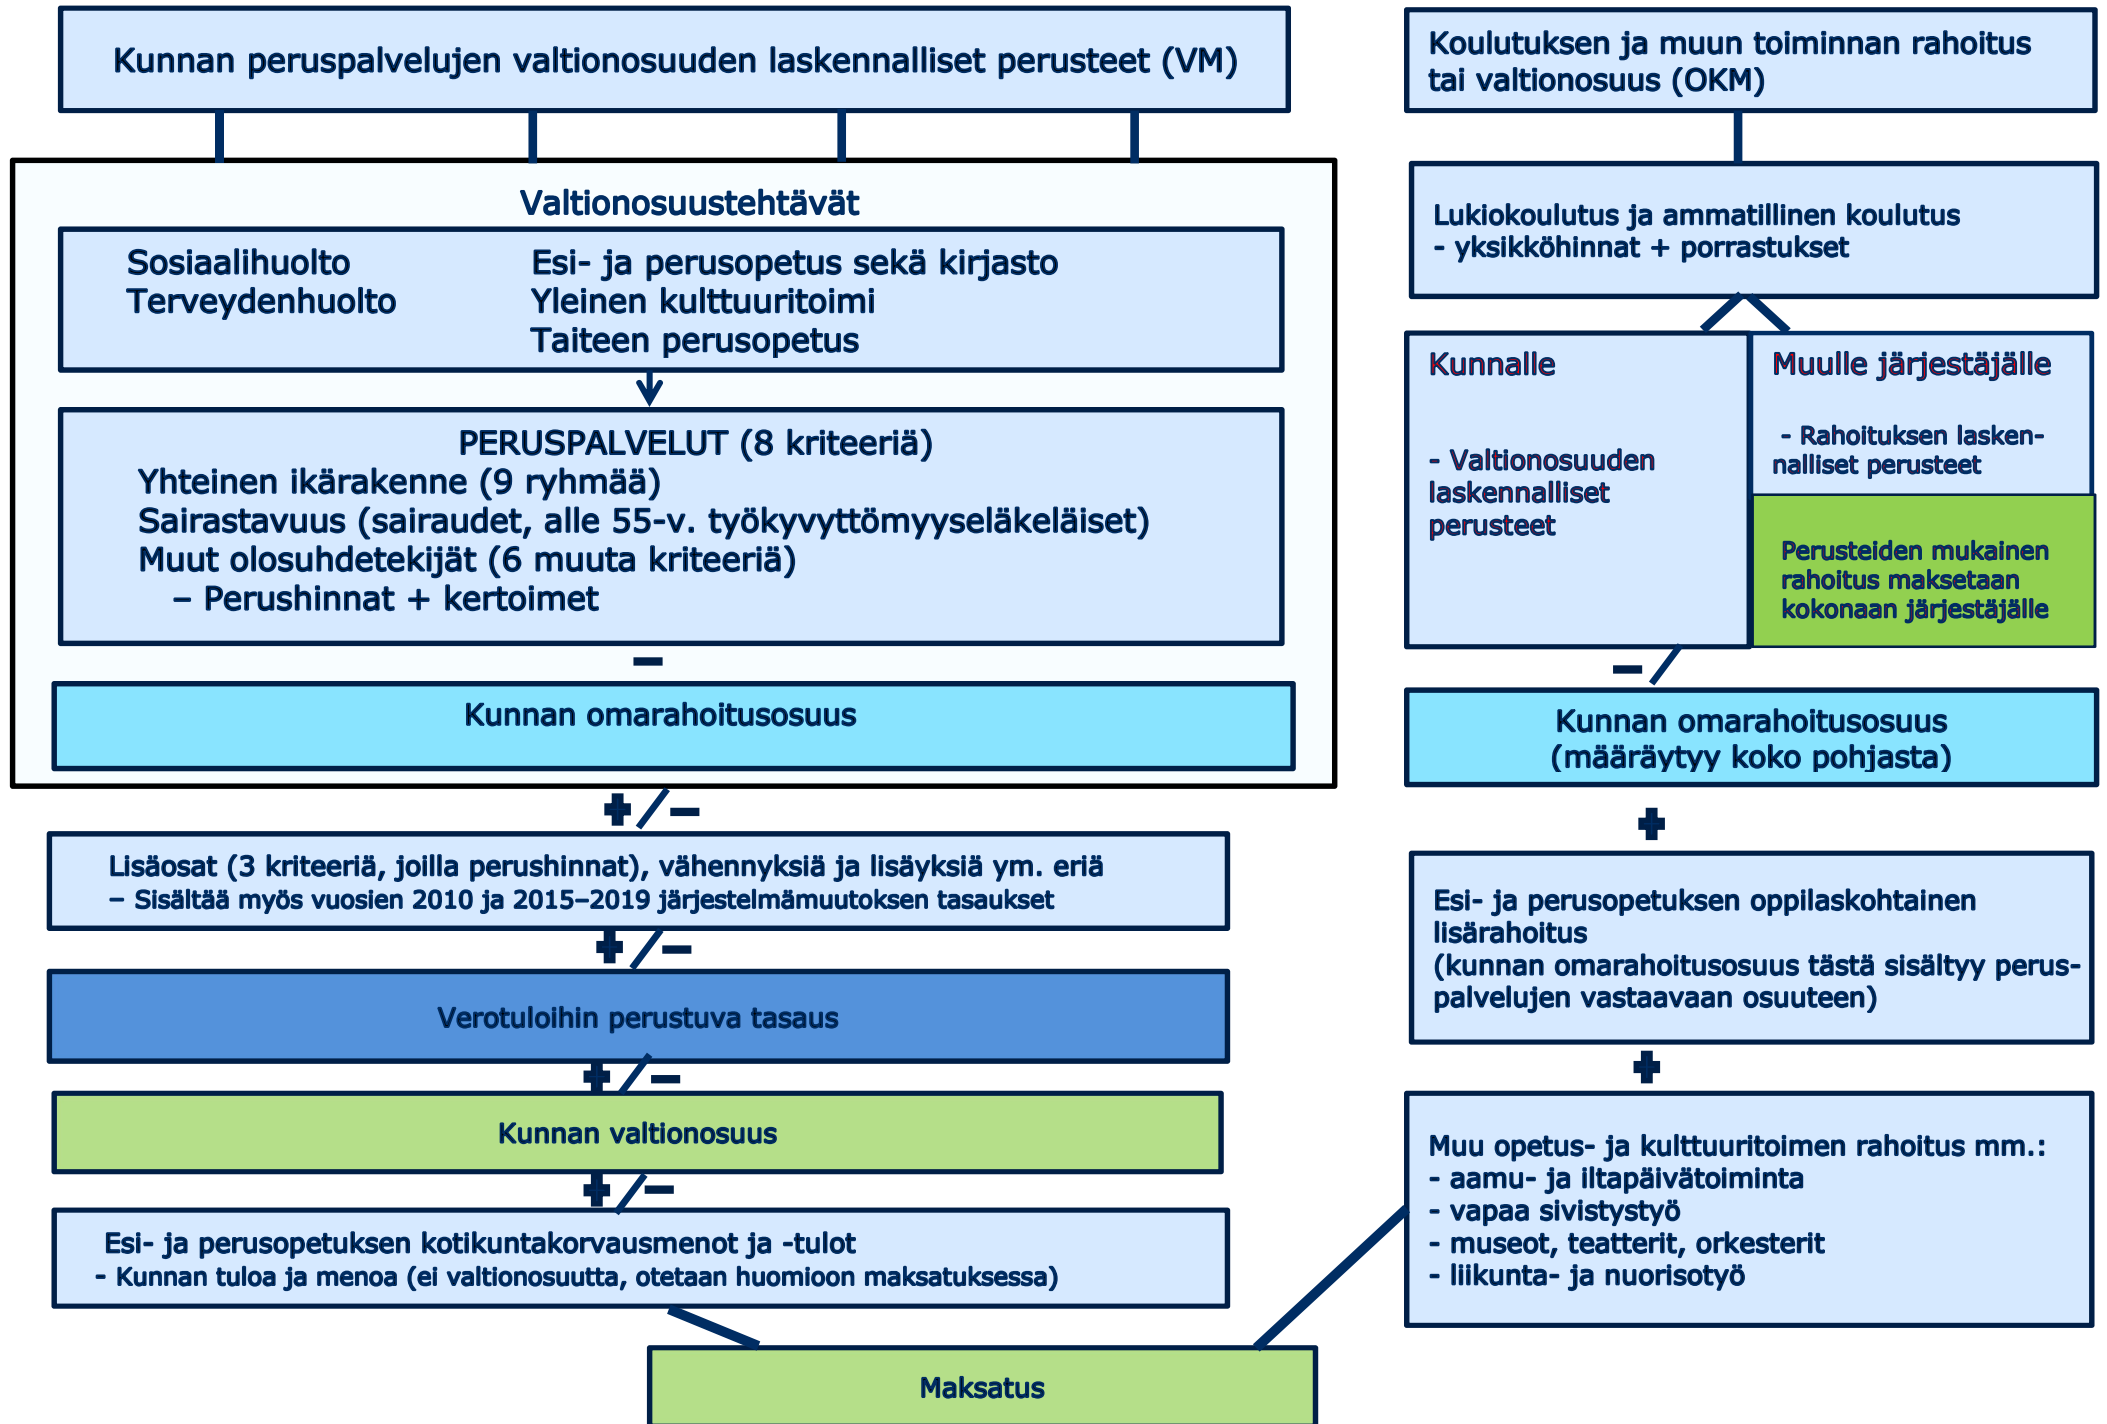 Kunnan peruspalvelujen valtionosuuden laskennalliset perusteet (VM)
Valtionosuustehtävät
Sosiaalihuolto
Terveydenhuolto
Esi- ja perusopetus sekä kirjasto
Yleinen kulttuuritoimi
Taiteen perusopetus
PERUSPALVELUT (8 kriteeriä)
Yhteinen ikärakenne (9 ryhmää)
Sairastavuus (sairaudet, alle 55-v. työkyvyttömyyseläkeläiset)
Muut olosuhdetekijät (6 muuta kriteeriä)
– Perushinnat + kertoimet
–
Kunnan omarahoitusosuus
+ / –
Lisäosat (3 kriteeriä, joilla perushinnat), vähennyksiä ja lisäyksiä ym. eriä
– Sisältää myös vuosien 2010 ja 2015–2019 järjestelmämuutoksen tasaukset
+ / –
Verotuloihin perustuva tasaus
+ / –
Kunnan valtionosuus
+ / –
Esi- ja perusopetuksen kotikuntakorvausmenot ja -tulot
- Kunnan tuloa ja menoa (ei valtionosuutta, otetaan huomioon maksatuksessa)
Koulutuksen ja muun toiminnan rahoitus
tai valtionosuus (OKM)
Lukiokoulutus ja ammatillinen koulutus
- yksikköhinnat + porrastukset
Kunnalle
- Valtionosuuden
laskennalliset
perusteet
Muulle järjestäjälle
- Rahoituksen lasken-
nalliset perusteet
Perusteiden mukainen
rahoitus maksetaan
kokonaan järjestäjälle
–
Kunnan omarahoitusosuus
(määräytyy koko pohjasta)
+
Esi- ja perusopetuksen oppilaskohtainen
lisärahoitus
(kunnan omarahoitusosuus tästä sisältyy perus-
palvelujen vastaavaan osuuteen)
+
Muu opetus- ja kulttuuritoimen rahoitus mm.:
- aamu- ja iltapäivätoiminta
- vapaa sivistystyö
- museot, teatterit, orkesterit
- liikunta- ja nuorisotyö
Maksatus